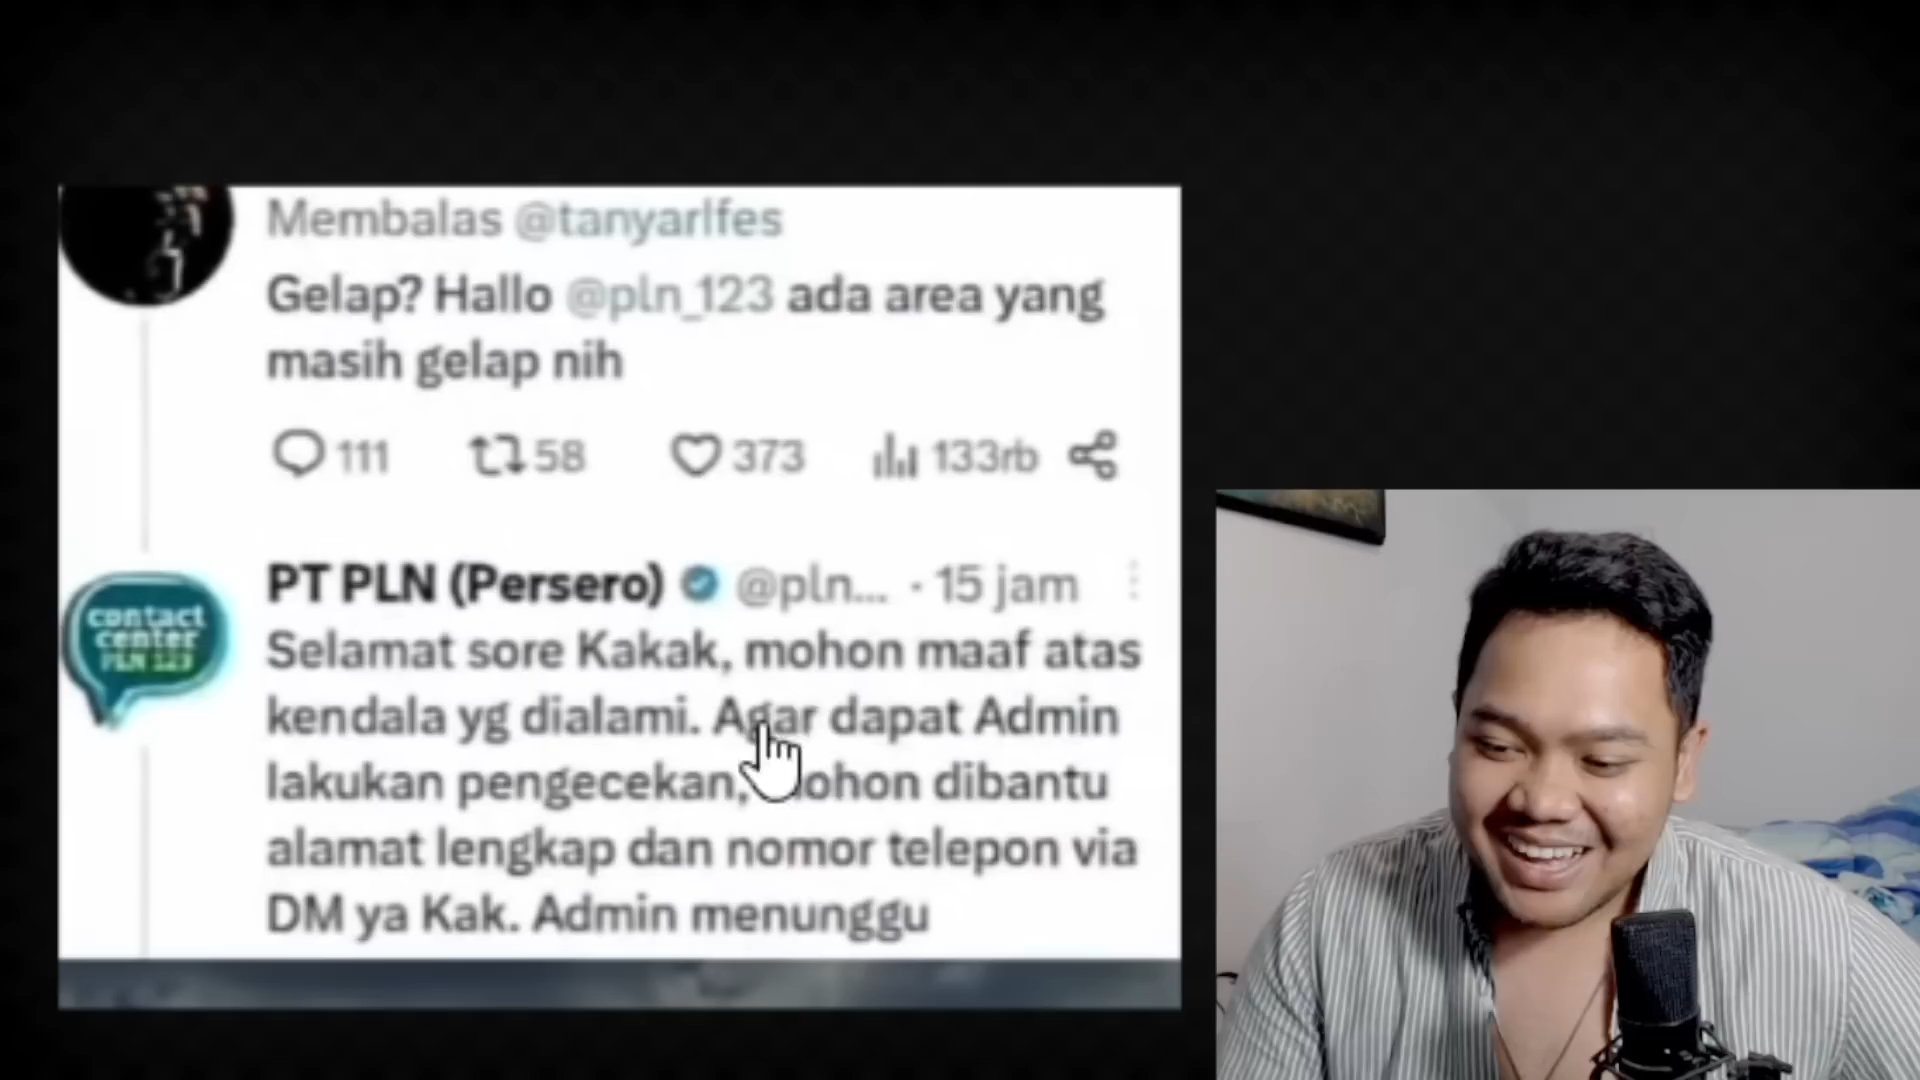 Membalas @tanyarlfes
Gelap? Hallo @pln_123 ada area yang
masih gelap nih
111 58 373 133rb
PT PLN (Persero) @pln... · 15 jam
contact
center
PLN 123
Selamat sore Kakak, mohon maaf atas
kendala yg dialami. Agar dapat Admin
lakukan pengecekan, mohon dibantu
alamat lengkap dan nomor telepon via
DM ya Kak. Admin menunggu